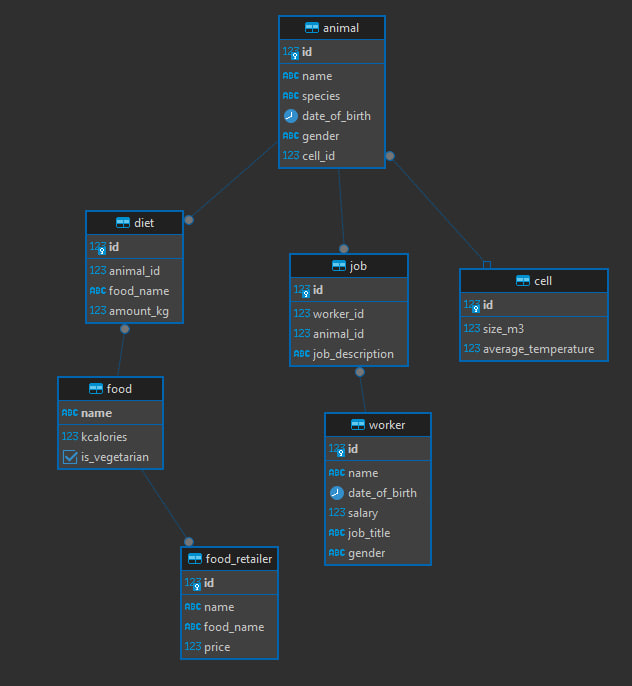 animal
123 id
ABC name
ABC species
date_of_birth
ABC gender
123 cell_id
diet
123 id
123 animal_id
ABC food_name
123 amount_kg
job
123 id
123 worker_id
123 animal_id
ABC job_description
cell
123 id
123 size_m3
123 average_temperature
food
ABC name
123 kcalories
is_vegetarian
worker
123 id
ABC name
date_of_birth
123 salary
ABC job_title
ABC gender
food_retailer
123 id
ABC name
ABC food_name
123 price